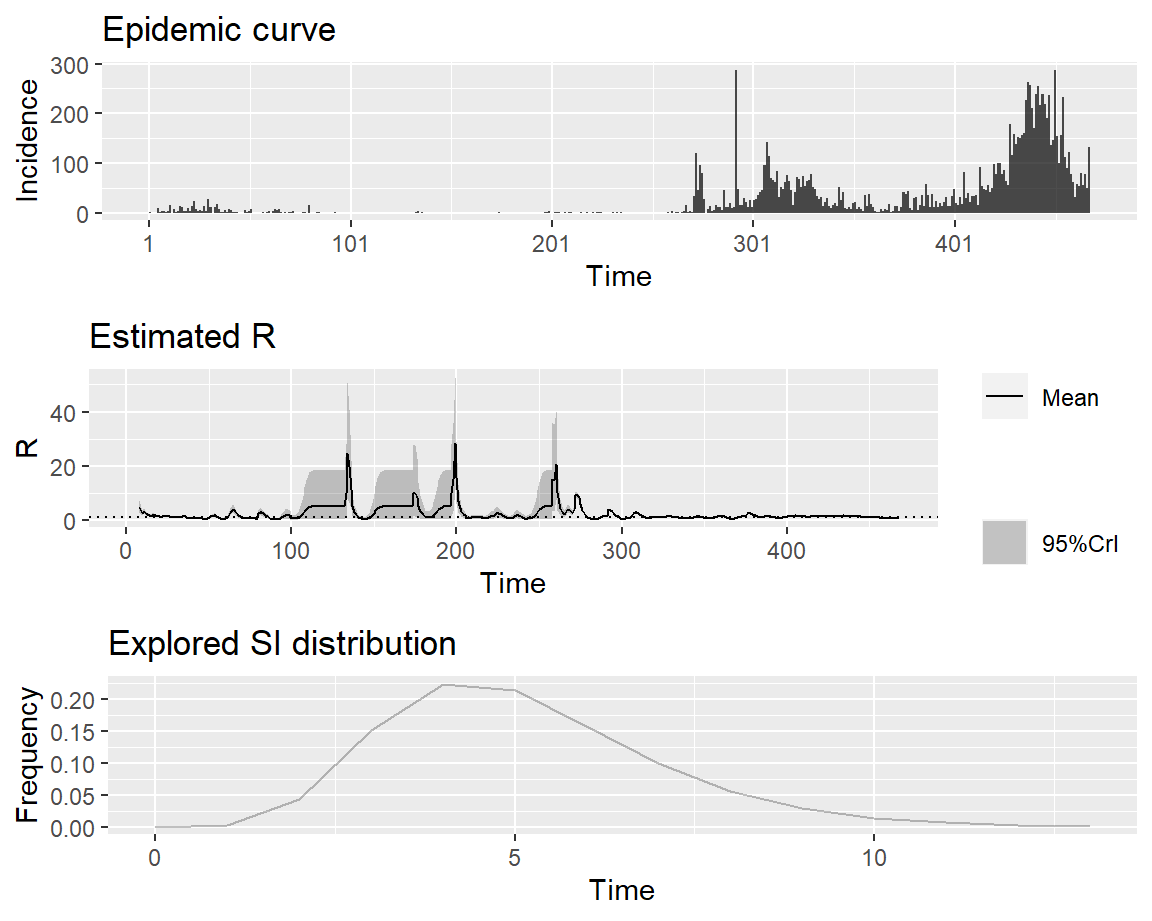 Epidemic curve
300
200
100
0
Incidence
1 101 201 301 401
Time
Estimated R
40
20
0
R
0 100 200 300 400
Time
Mean
95%CrI
Explored SI distribution
0.20
0.15
0.10
0.05
0.00
Frequency
0 5 10
Time